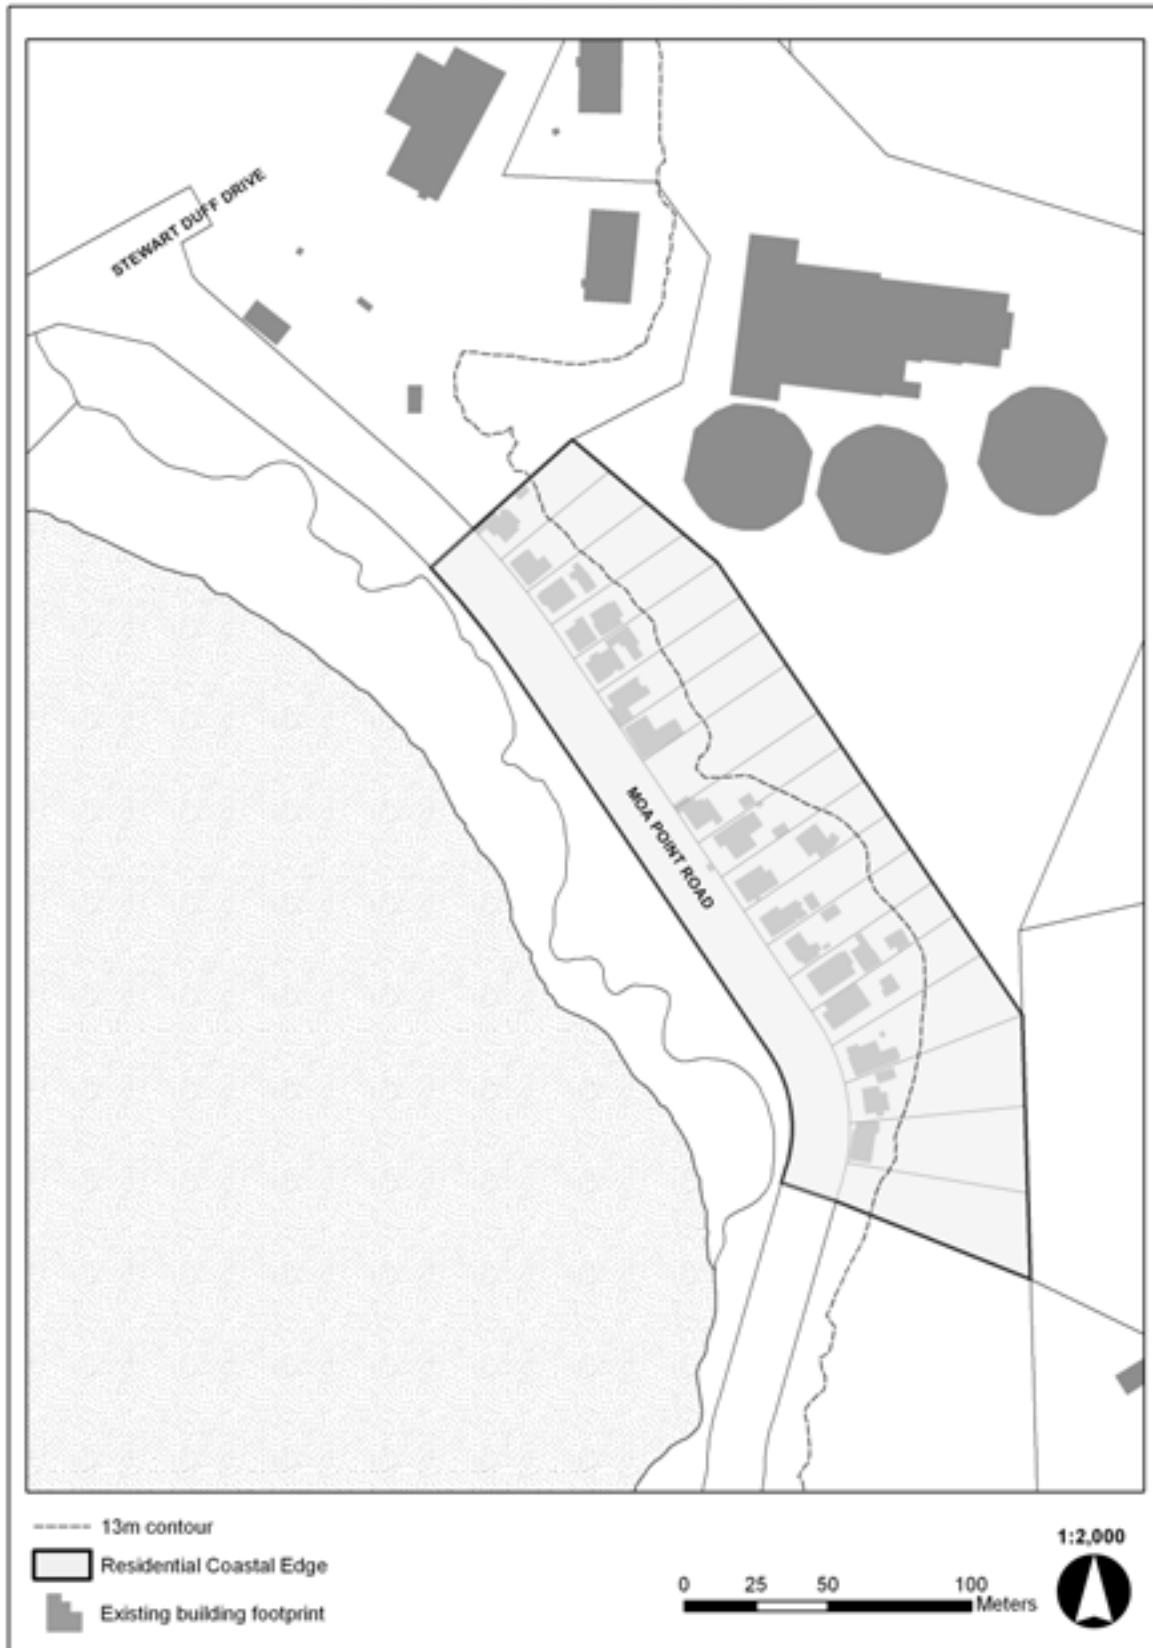 STEWART DUFF DRIVE
MOA POINT ROAD
13m contour
Residential Coastal Edge
Existing building footprint
1:2,000
0 25 50 100
Meters